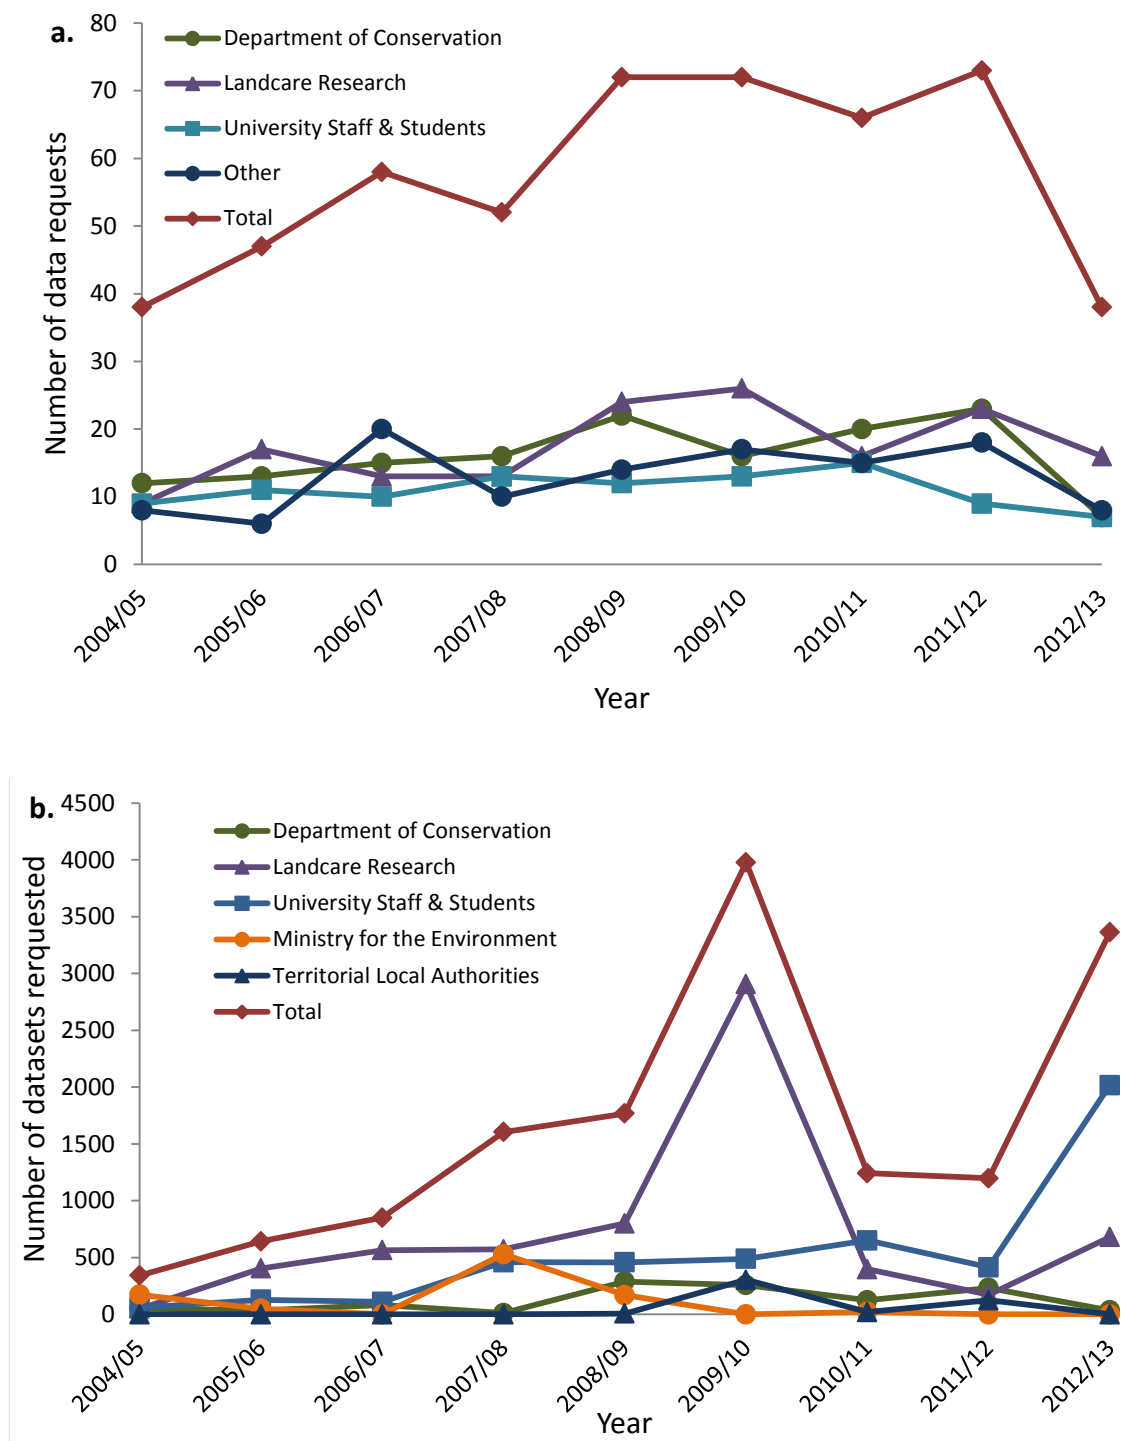 a.
80
70
60
50
40
30
20
10
0
Number of data requests
Department of Conservation
Landcare Research
University Staff & Students
Other
Total
2004/05
2005/06
2006/07
2007/08
2008/09
2009/10
2010/11
2011/12
2012/13
Year
b.
4500
4000
3500
3000
2500
2000
1500
1000
500
0
Number of datasets rerquested
Department of Conservation
Landcare Research
University Staff & Students
Ministry for the Environment
Territorial Local Authorities
Total
2004/05
2005/06
2006/07
2007/08
2008/09
2009/10
2010/11
2011/12
2012/13
Year